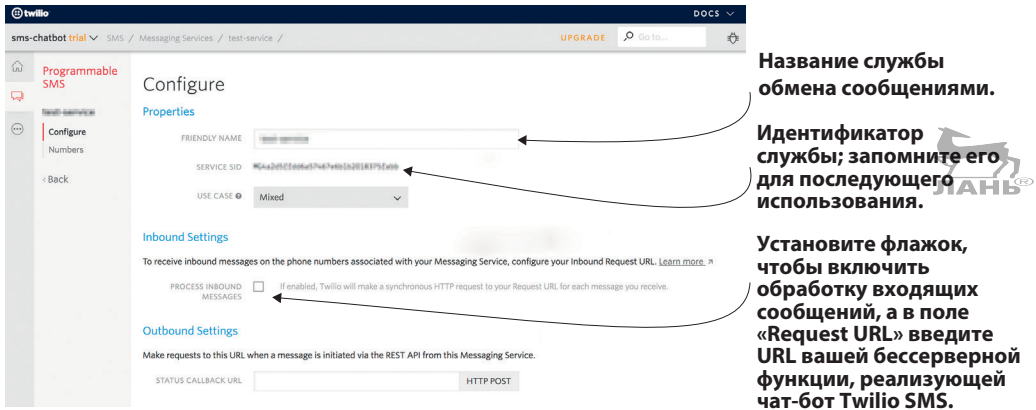 twilio
DOCS
sms-chatbot trial SMS / Messaging Services / test-service /
UPGRADE
Go to...
Programmable
SMS
Configure
Numbers
‹ Back
Configure
Properties
FRIENDLY NAME
SERVICE SID
USE CASE
Mixed
Inbound Settings
To receive inbound messages on the phone numbers associated with your Messaging Service, configure your Inbound Request URL. Learn more
PROCESS INBOUND
MESSAGES
If enabled, Twilio will make a synchronous HTTP request to your Request URL for each message you receive.
Outbound Settings
Make requests to this URL when a message is initiated via the REST API from this Messaging Service.
STATUS CALLBACK URL
HTTP POST
Название службы
обмена сообщениями.
Идентификатор
службы; запомните его
для последующего
использования.
ЛАНЬ®
Установите флажок,
чтобы включить
обработку входящих
сообщений, а в поле
«Request URL» введите
URL вашей бессерверной
функции, реализующей
чат-бот Twilio SMS.